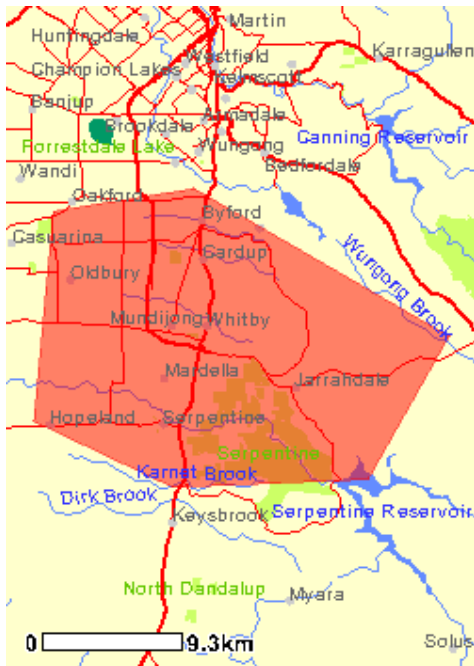 Martin
Huntingdale
Westfield
Karragullen
Champion Lakes
Kelmscott
Banjup
Armadale
Brookdale
Canning Reservoir
Forrestdale Lake
Wungong
Bedfordale
Wandi
Oakford
Byford
Casuarina
Cardup
Wungong Brook
Oldbury
Mundijong
Whitby
Mardella
Jarrahdale
Hopeland
Serpentine
Serpentine
Karnet Brook
Dirk Brook
Serpentine Reservoir
Keysbrook
North Dandalup
Myara
Solus
0
9.3km